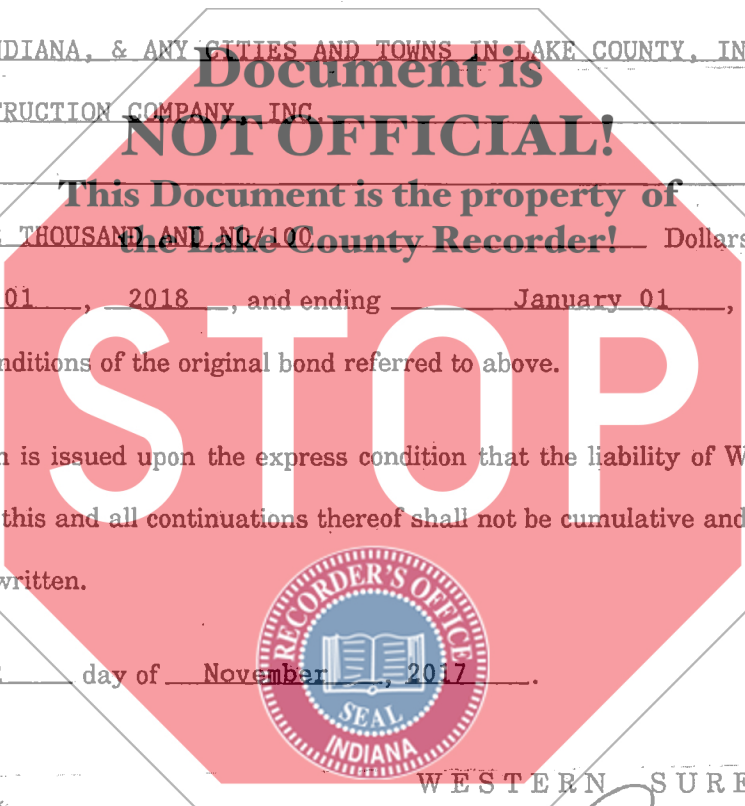 NDIANA, & ANY CITIES AND TOWNS IN LAKE COUNTY, IN
Document is
TRUCTION COMPANY, INC.
NOT OFFICIAL!
This Document is the property of
THOUSAND AND NO/100 Dollars
the Lake County Recorder!
01, 2018, and ending January 01,
nditions of the original bond referred to above.
STOP
n is issued upon the express condition that the liability of W
this and all continuations thereof shall not be cumulative and
written.
RECORDER'S OFFICE
day of November, 2017.
SEAL
INDIANA
WESTERN SURE